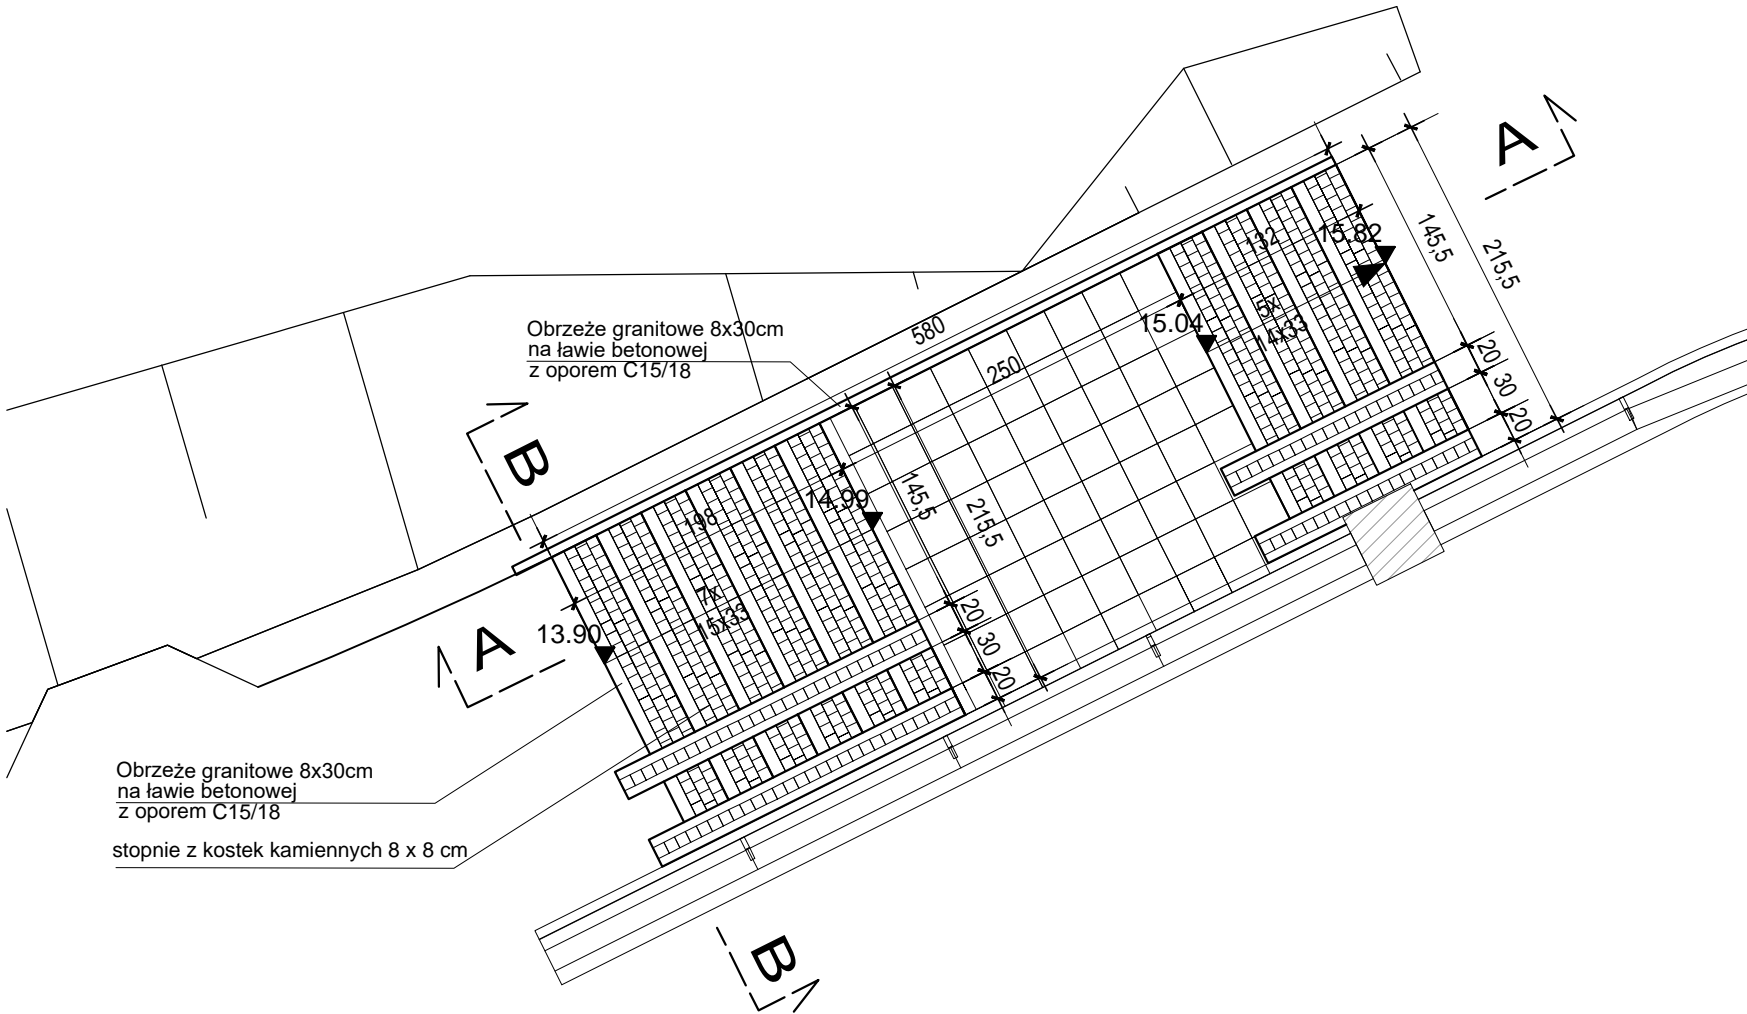 A
15.82
145,5
215,5
132
5x
14x33
15.04
580
250
20
30
20
Obrzeże granitowe 8x30cm
na ławie betonowej
z oporem C15/18
B
14.99
145,5
215,5
198
7x
15x33
20
30
20
A
13.90
Obrzeże granitowe 8x30cm
na ławie betonowej
z oporem C15/18
stopnie z kostek kamiennych 8 x 8 cm
B